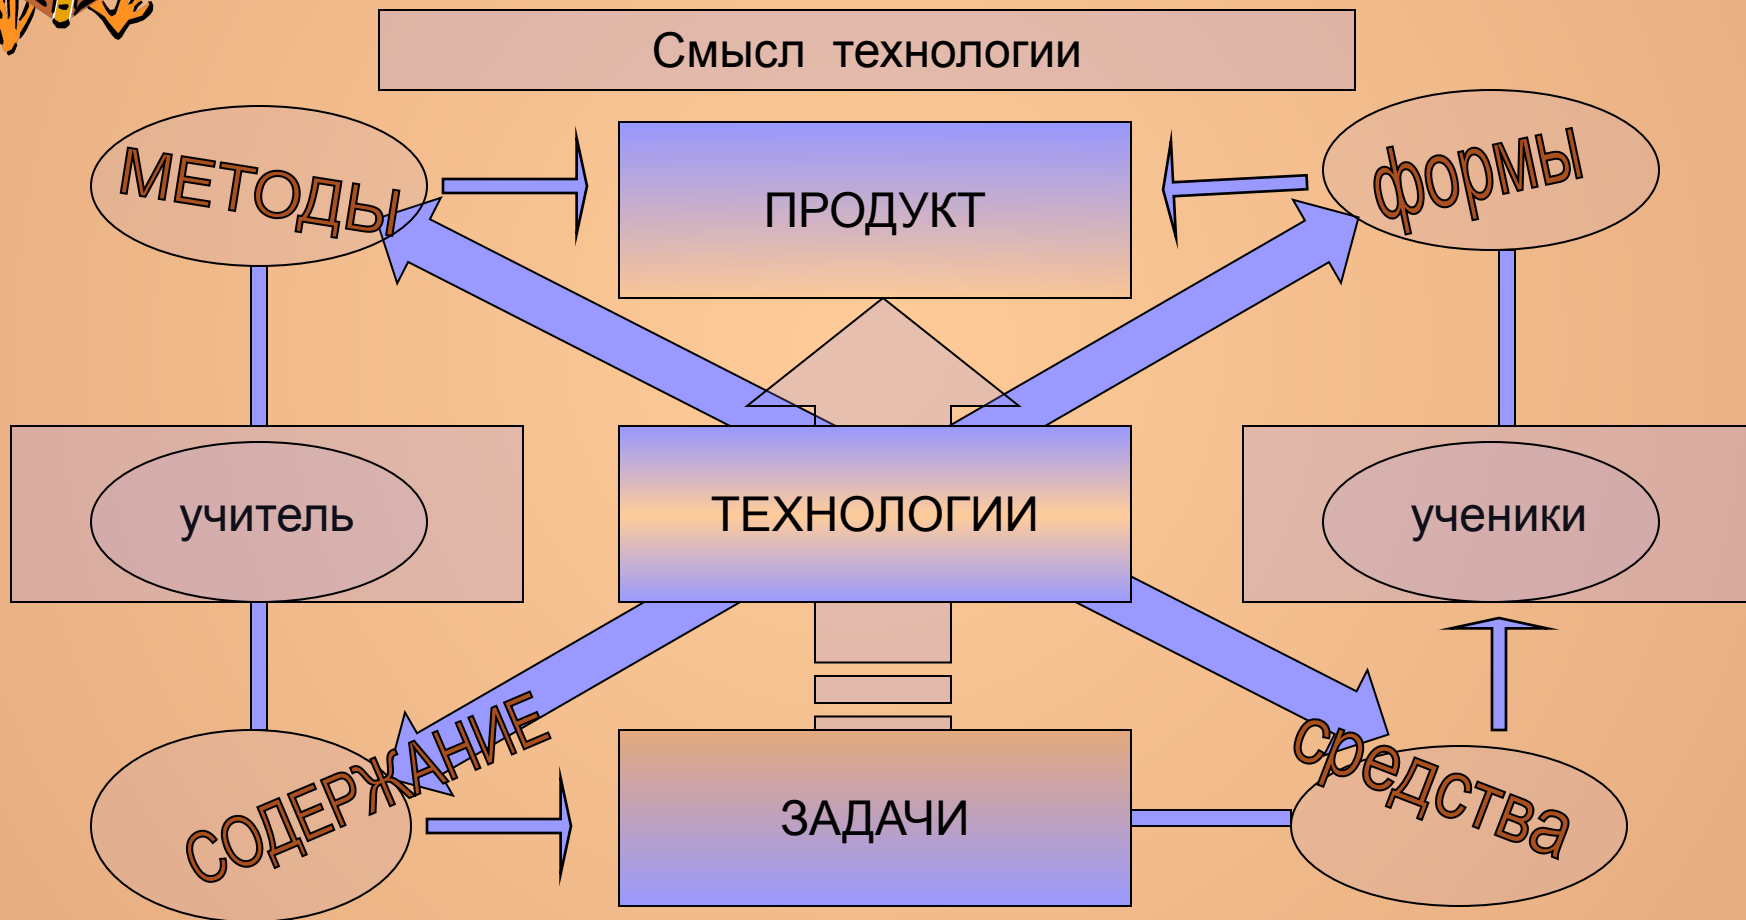 Смысл технологии
МЕТОДЫ
ПРОДУКТ
формы
учитель
ТЕХНОЛОГИИ
ученики
СОДЕРЖАНИЕ
ЗАДАЧИ
средства